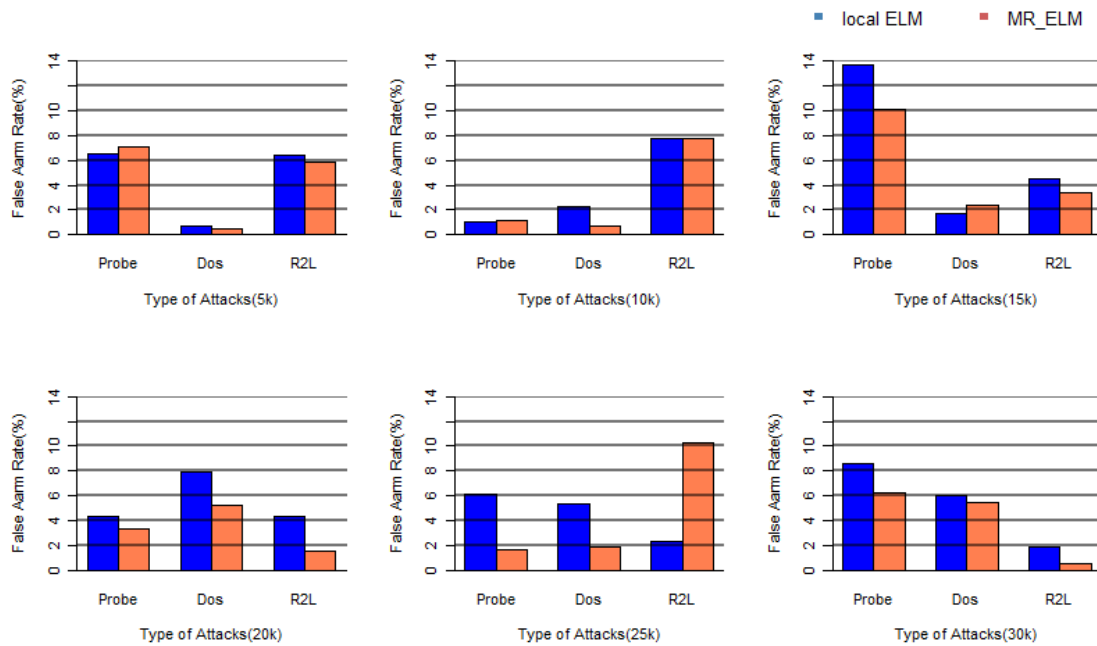 local ELM MR_ELM
False Aarm Rate(%)
14
10
8
6
4
2
0
Probe Dos R2L
Type of Attacks(5k)
False Aarm Rate(%)
14
10
8
6
4
2
0
Probe Dos R2L
Type of Attacks(10k)
False Aarm Rate(%)
14
10
8
6
4
2
0
Probe Dos R2L
Type of Attacks(15k)
False Aarm Rate(%)
14
10
8
6
4
2
0
Probe Dos R2L
Type of Attacks(20k)
False Aarm Rate(%)
14
10
8
6
4
2
0
Probe Dos R2L
Type of Attacks(25k)
False Aarm Rate(%)
14
10
8
6
4
2
0
Probe Dos R2L
Type of Attacks(30k)